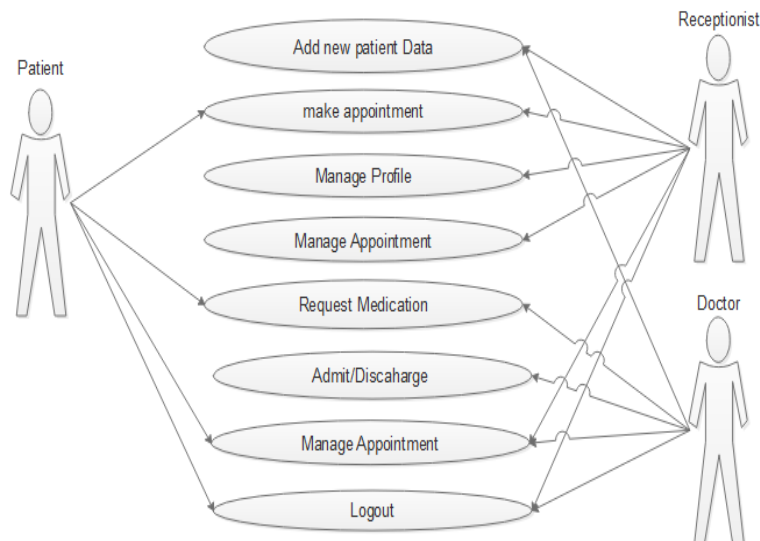 Receptionist
Add new patient Data
Patient
make appointment
Manage Profile
Manage Appointment
Request Medication
Doctor
Admit/Discaharge
Manage Appointment
Logout